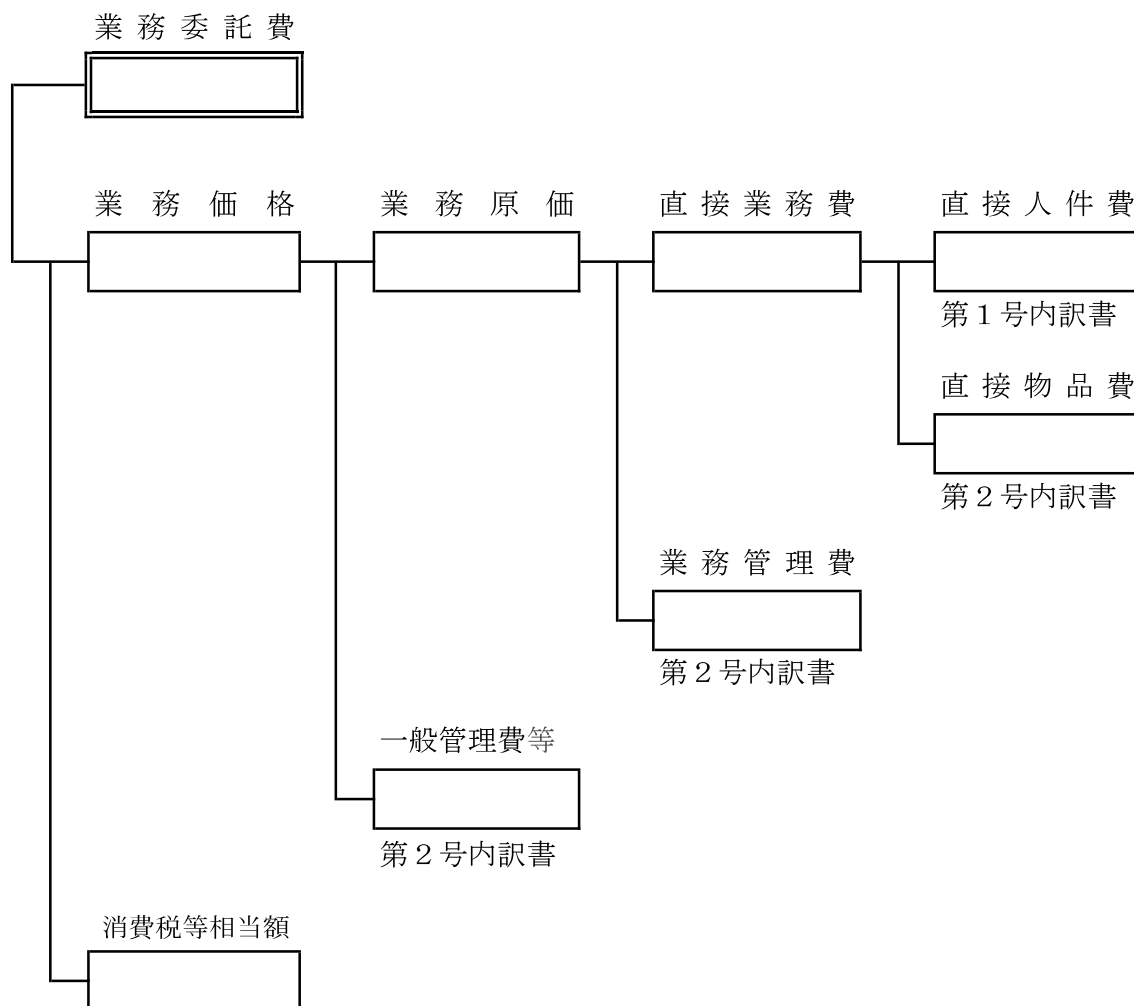 業務委託費
業務価格
業務原価
直接業務費
直接人件費
第１号内訳書
直接物品費
第２号内訳書
業務管理費
第２号内訳書
一般管理費等
第２号内訳書
消費税等相当額